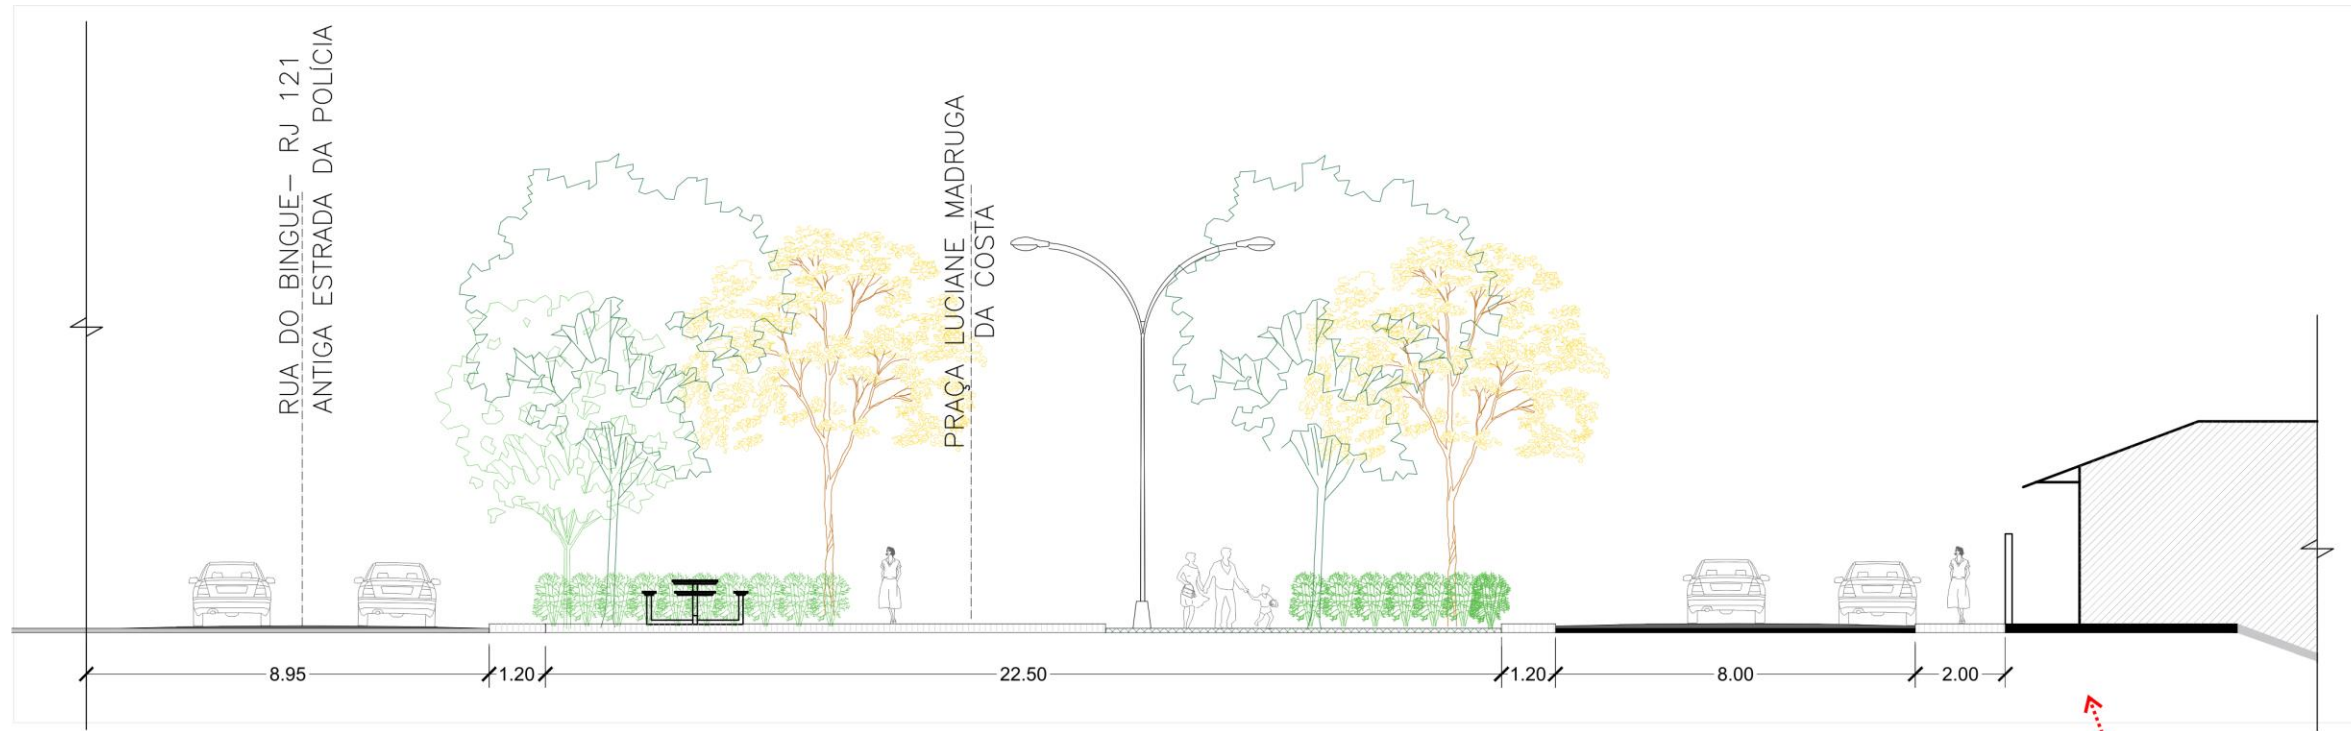 RUA DO BINGUE– RJ 121
ANTIGA ESTRADA DA POLÍCIA
PRAÇA LUCIANE MADRUGA
DA COSTA
8.95
1.20
22.50
1.20
8.00
2.00